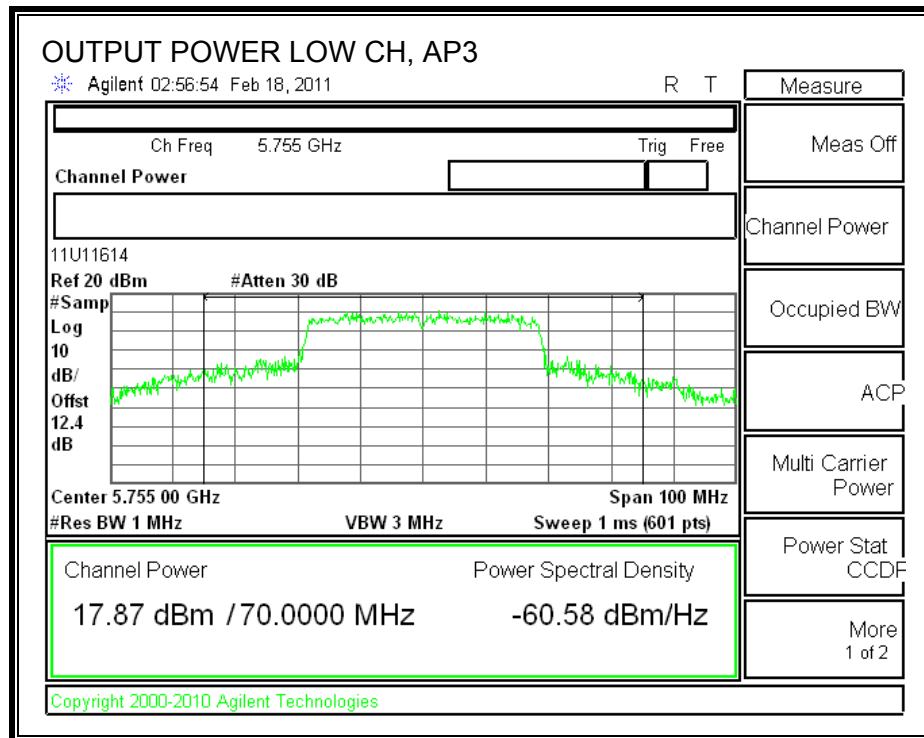 OUTPUT POWER LOW CH, AP3
Agilent 02:56:54 Feb 18, 2011 R T
Measure
Ch Freq 5.755 GHz Trig Free
Meas Off
Channel Power
Channel Power
11U11614
Ref 20 dBm #Atten 30 dB
#Samp
Log
10
dB/
Offst
12.4
dB
Occupied BW
ACP
Multi Carrier
Power
Center 5.755 00 GHz Span 100 MHz
#Res BW 1 MHz VBW 3 MHz Sweep 1 ms (601 pts)
Power Stat
CCDF
Channel Power Power Spectral Density
17.87 dBm / 70.0000 MHz -60.58 dBm/Hz
More
1 of 2
Copyright 2000-2010 Agilent Technologies